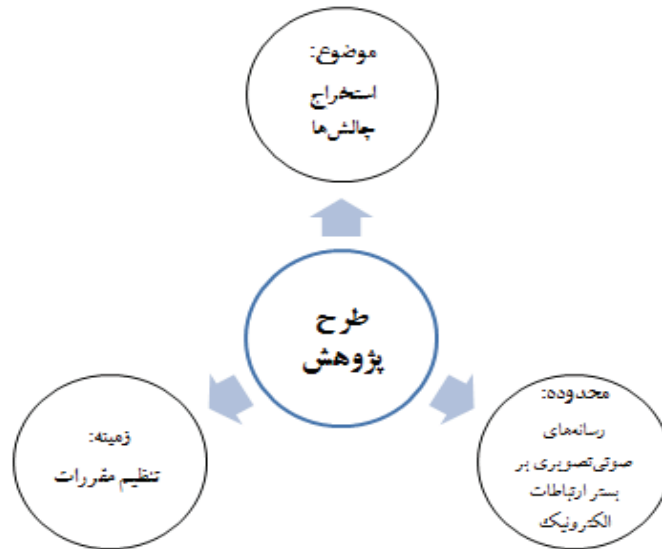 موضوع:
استخراج
چالش‌ها
طرح
پژوهش
محدوده:
رسانه‌های
صوتی‌تصویری بر
بستر ارتباطات
الکترونیک
زمینه:
تنظیم مقررات